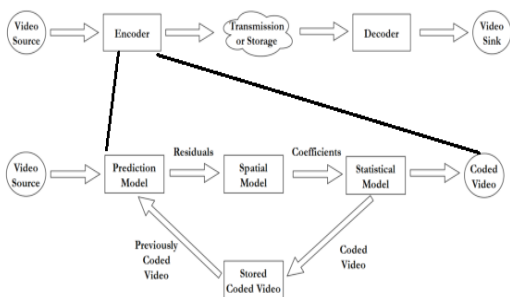 Video
Source
Encoder
Transmission
or Storage
Decoder
Video
Sink
Video
Source
Prediction
Model
Residuals
Spatial
Model
Coefficients
Statistical
Model
Coded
Video
Previously
Coded
Video
Stored
Coded Video
Coded
Video